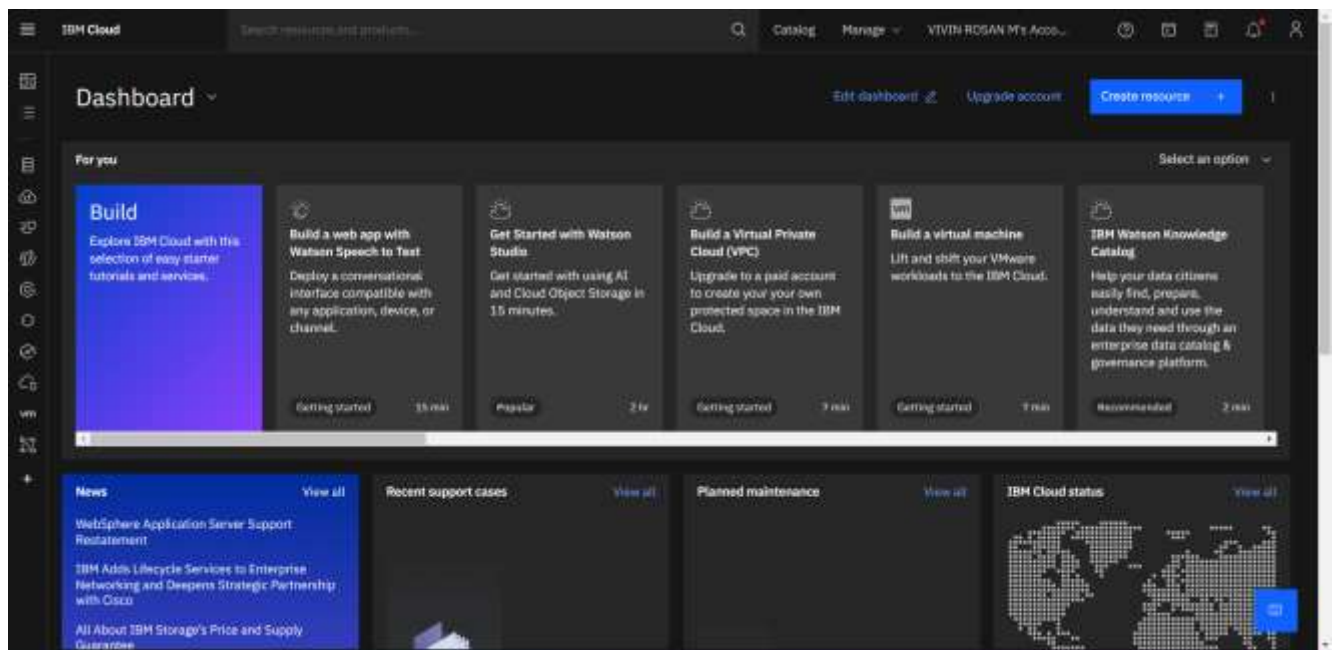 IBM Cloud
Search resources and products...
Catalog
Manage
VIVIN ROSAN M's Acco...
Dashboard
Edit dashboard
Upgrade account
Create resource +
For you
Select an option
Build
Explore IBM Cloud with this
selection of easy starter
tutorials and services.
Build a web app with
Watson Speech to Text
Deploy a conversational
interface compatible with
any application, device, or
channel.
Getting started
15 min
Get Started with Watson
Studio
Get started with using AI
and Cloud Object Storage in
15 minutes.
Popular
2 hr
Build a Virtual Private
Cloud (VPC)
Upgrade to a paid account
to create your your own
protected space in the IBM
Cloud.
Getting started
7 min
vm
Build a virtual machine
Lift and shift your VMware
workloads to the IBM Cloud.
Getting started
7 min
IBM Watson Knowledge
Catalog
Help your data citizens
easily find, prepare,
understand and use the
data they need through an
enterprise data catalog &
governance platform.
Recommended
2 min
vm
News
View all
WebSphere Application Server Support
Restatement
IBM Adds Lifecycle Services to Enterprise
Networking and Deepens Strategic Partnership
with Cisco
All About IBM Storage's Price and Supply
Guarantee
Recent support cases
View all
Planned maintenance
View all
IBM Cloud status
View all